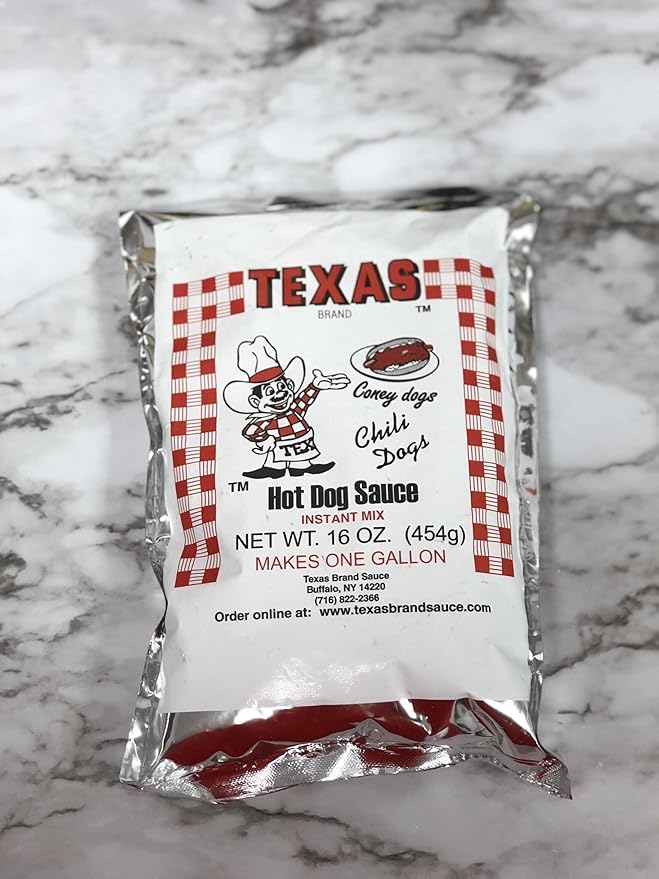 TEXAS
BRAND
TM
Coney dogs
Chili
Dogs
TEX
TM
Hot Dog Sauce
INSTANT MIX
NET WT. 16 OZ. (454g)
MAKES ONE GALLON
Texas Brand Sauce
Buffalo, NY 14220
(716) 822-2366
Order online at: www.texasbrandsauce.com